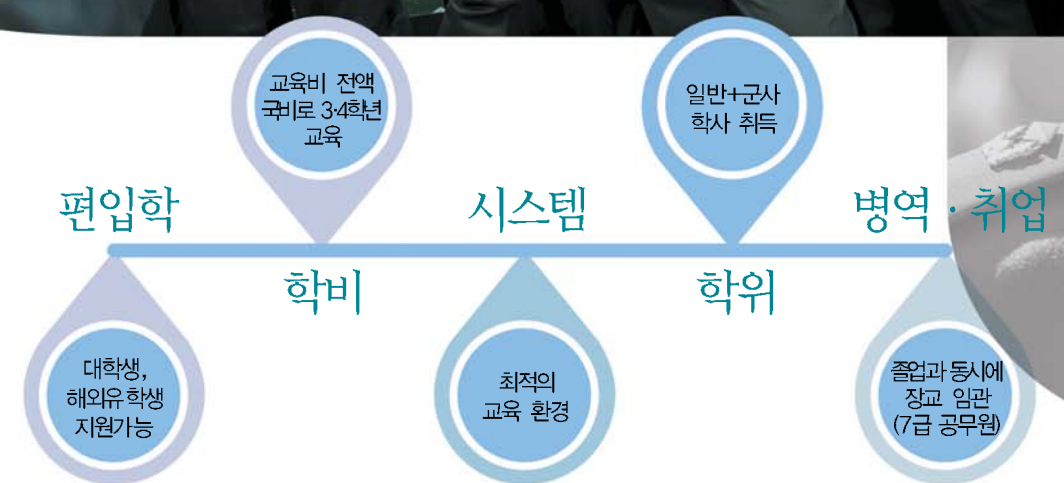 교육비 전액
국비로 3·4학년
교육
일반+군사
학사 취득
편입학
시스템
병역·취업
학비
학위
대학생,
해외유학생
지원가능
최적의
교육 환경
졸업과 동시에
장교 임관
(7급 공무원)